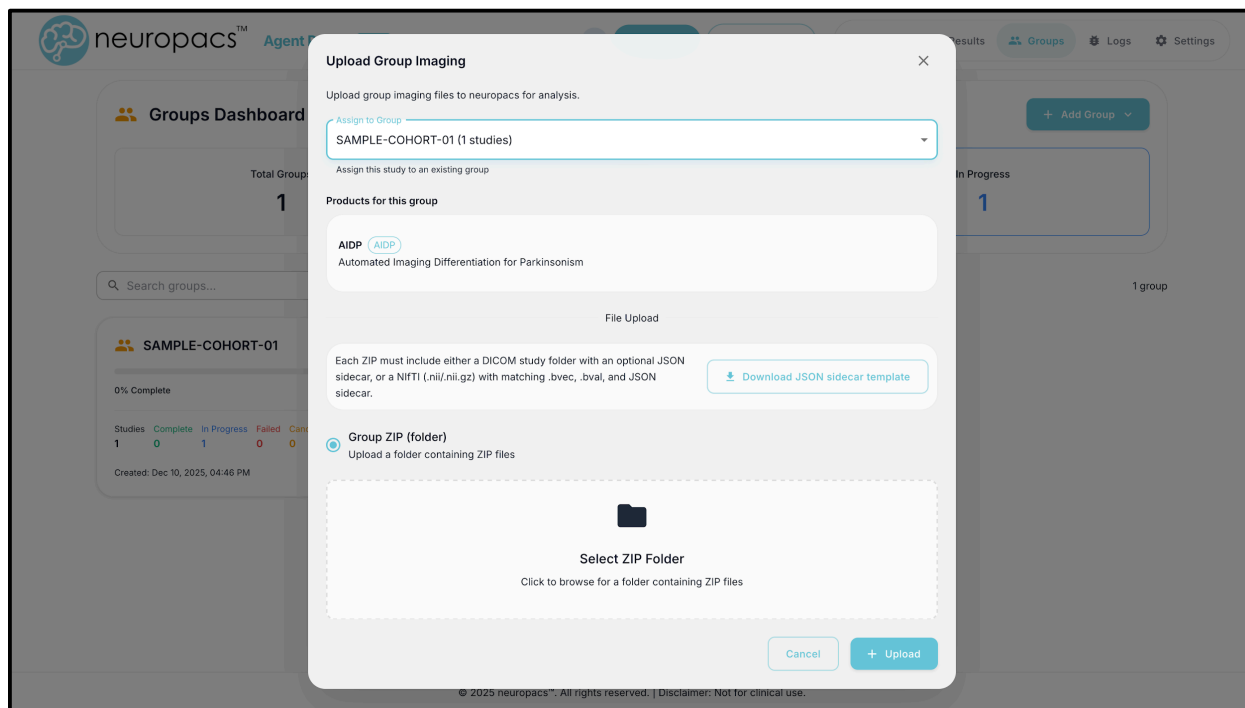 neuropacs™
Agent
Results
Groups
Logs
Settings
Groups Dashboard
+ Add Group
Total Groups
1
In Progress
1
Search groups...
1 group
SAMPLE-COHORT-01
0% Complete
Studies Complete In Progress Failed
1 0 1 0 0
Created: Dec 10, 2025, 04:46 PM
Upload Group Imaging
Upload group imaging files to neuropacs for analysis.
Assign to Group
SAMPLE-COHORT-01 (1 studies)
Assign this study to an existing group
Products for this group
AIDP AIDP
Automated Imaging Differentiation for Parkinsonism
File Upload
Each ZIP must include either a DICOM study folder with an optional JSON
sidecar, or a NIfTI (.nii/.nii.gz) with matching .bvec, .bval, and JSON
sidecar.
Download JSON sidecar template
Group ZIP (folder)
Upload a folder containing ZIP files
Select ZIP Folder
Click to browse for a folder containing ZIP files
Cancel
+ Upload
© 2025 neuropacs™. All rights reserved. | Disclaimer: Not for clinical use.